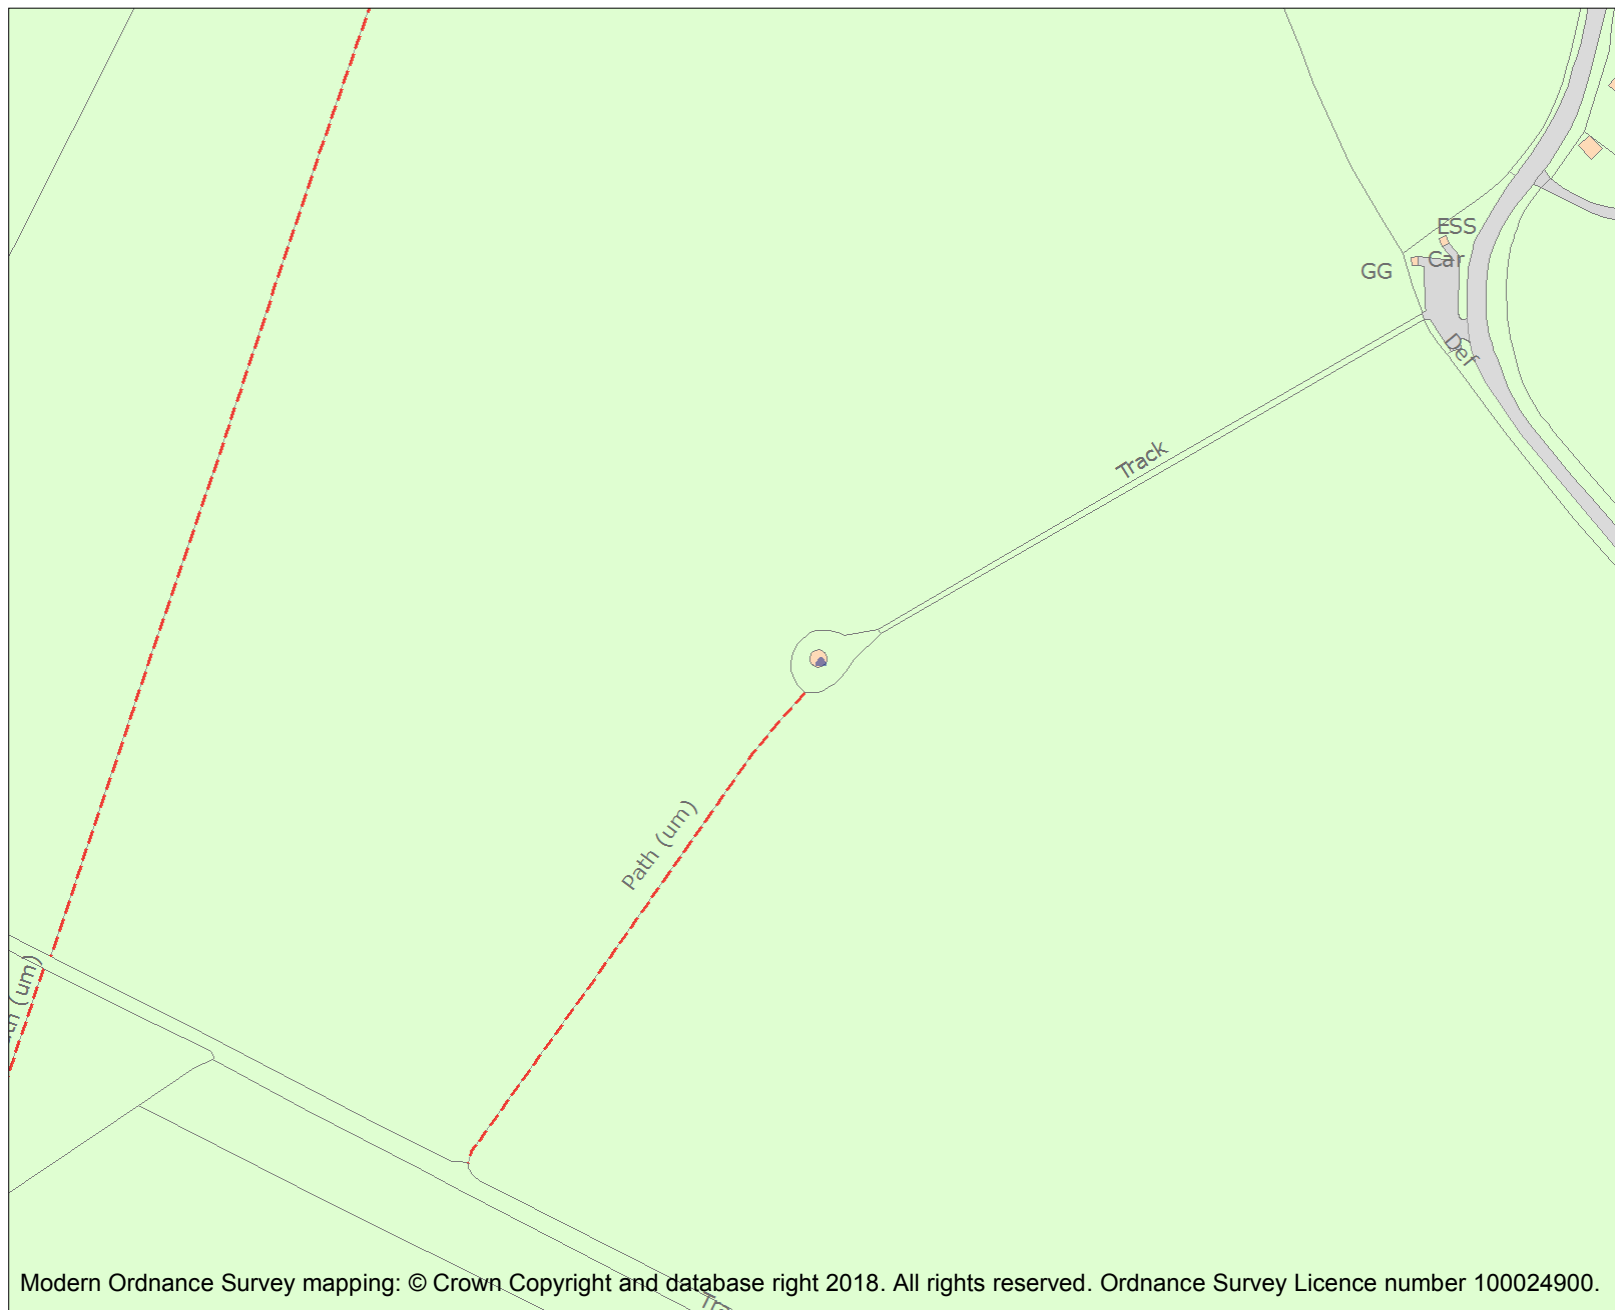 ESS
Car
GG
Def
Track
Path (um)
(um)
Modern Ordnance Survey mapping: © Crown Copyright and database right 2018. All rights reserved. Ordnance Survey Licence number 100024900.